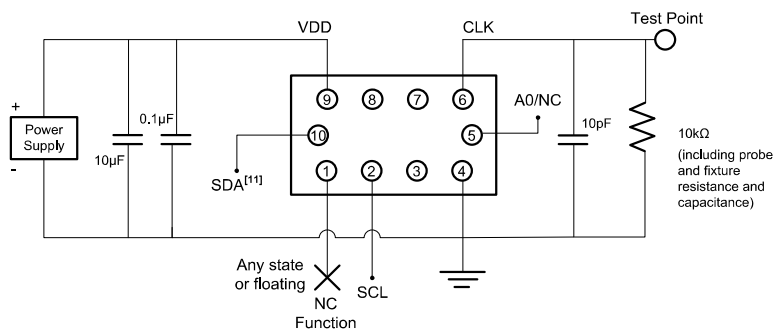 VDD
CLK
Test Point
+
Power
Supply
-
10µF
0.1µF
9
8
7
6
10
5
1
2
3
4
A0/NC
SDA[11]
10pF
10kΩ
(including probe
and fixture
resistance and
capacitance)
Any state
or floating
NC
Function
SCL